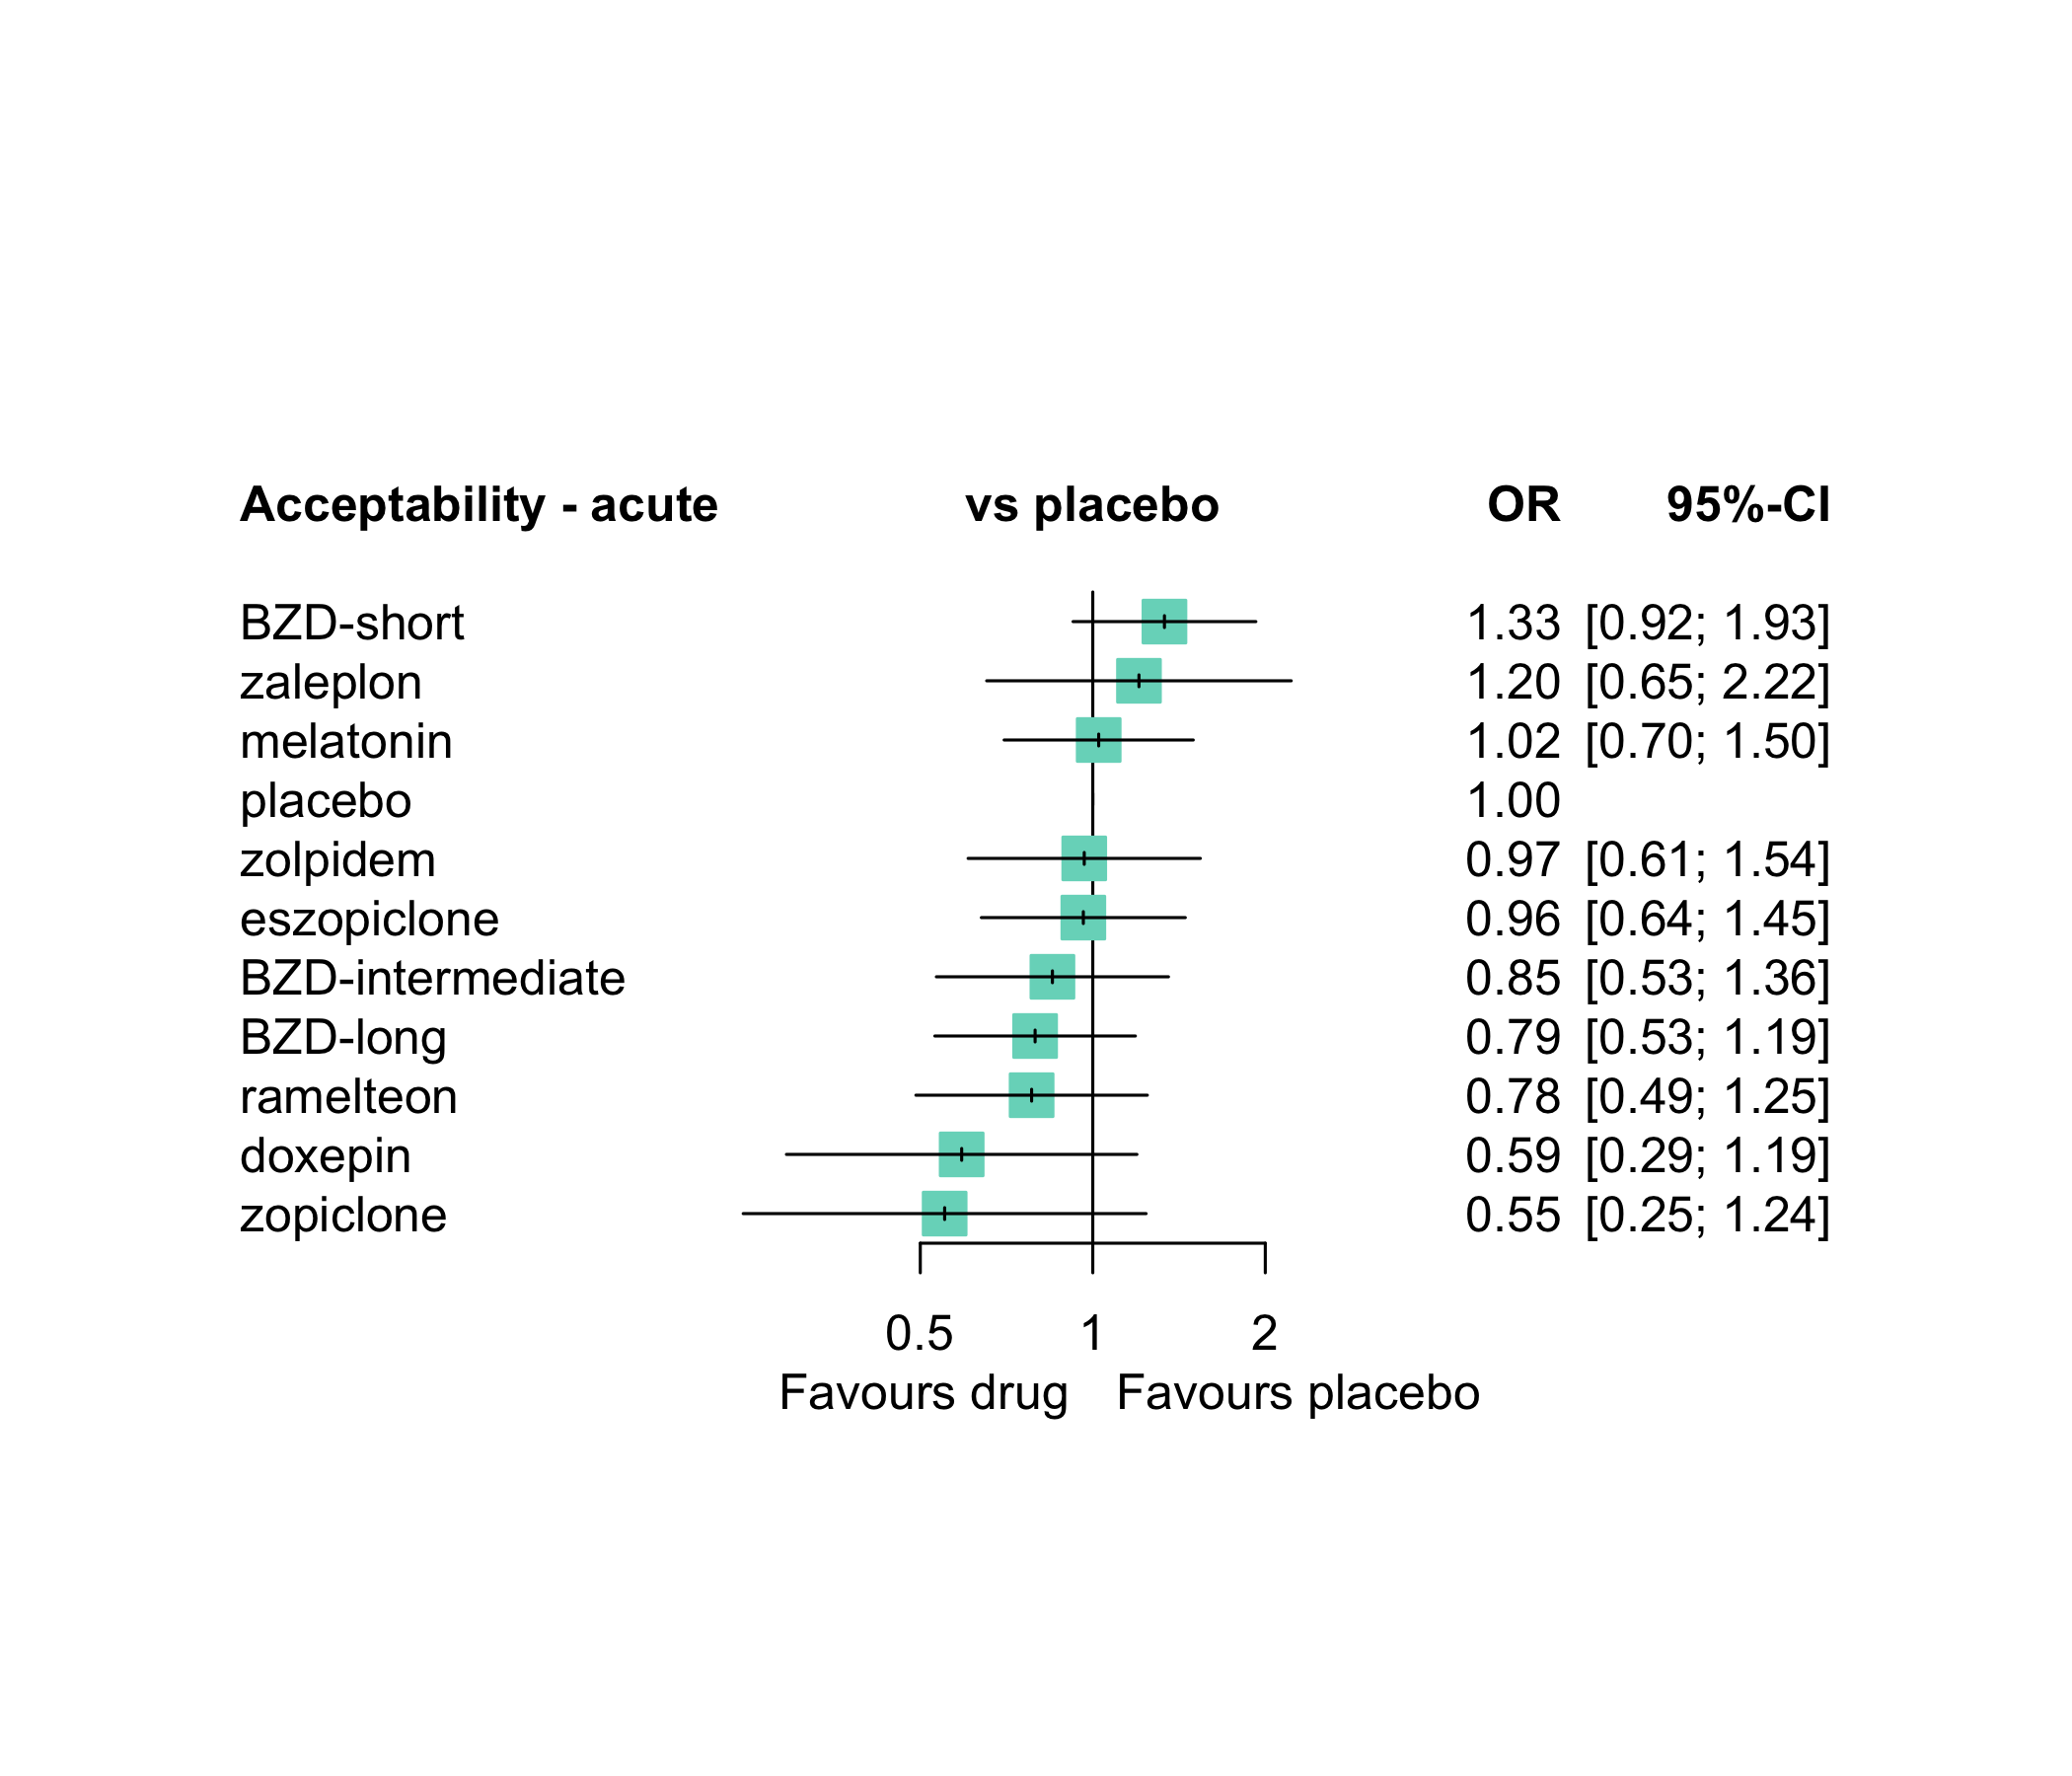 Acceptability - acute vs placebo OR 95%-CI
BZD-short 1.33 [0.92; 1.93]
zaleplon 1.20 [0.65; 2.22]
melatonin 1.02 [0.70; 1.50]
placebo 1.00
zolpidem 0.97 [0.61; 1.54]
eszopiclone 0.96 [0.64; 1.45]
BZD-intermediate 0.85 [0.53; 1.36]
BZD-long 0.79 [0.53; 1.19]
ramelteon 0.78 [0.49; 1.25]
doxepin 0.59 [0.29; 1.19]
zopiclone 0.55 [0.25; 1.24]
0.5 1 2
Favours drug Favours placebo